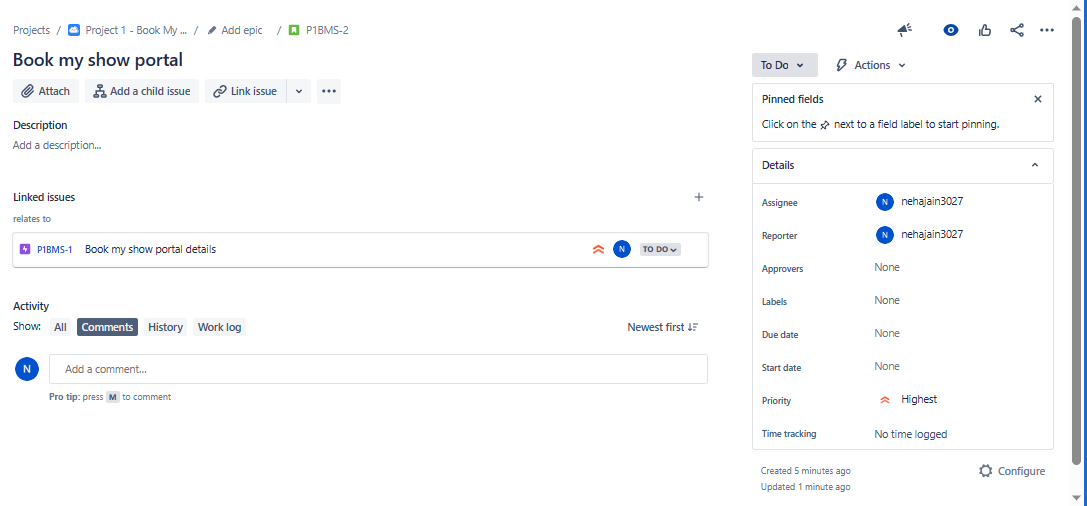 Projects / Project 1 - Book My ... / Add epic / P1BMS-2
Book my show portal
Attach Add a child issue Link issue
Description
Add a description...
Linked issues
relates to
P1BMS-1 Book my show portal details N TO DO
Activity
Show: All Comments History Work log Newest first
N Add a comment...
Pro tip: press M to comment
To Do Actions
Pinned fields
Click on the next to a field label to start pinning.
Details
Assignee N nehajain3027
Reporter N nehajain3027
Approvers None
Labels None
Due date None
Start date None
Priority Highest
Time tracking No time logged
Created 5 minutes ago Configure
Updated 1 minute ago